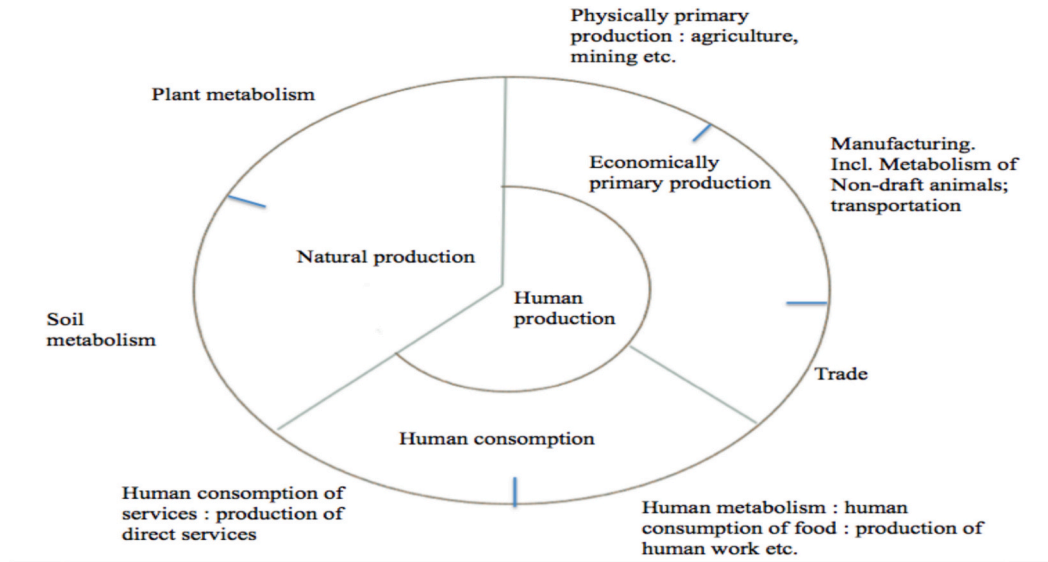 Physically primary
production : agriculture,
mining etc.
Plant metabolism
Manufacturing.
Incl. Metabolism of
Non-draft animals;
transportation
Economically
primary production
Natural production
Human
production
Soil
metabolism
Trade
Human consomption
Human consomption of
services : production of
direct services
Human metabolism : human
consumption of food : production of
human work etc.